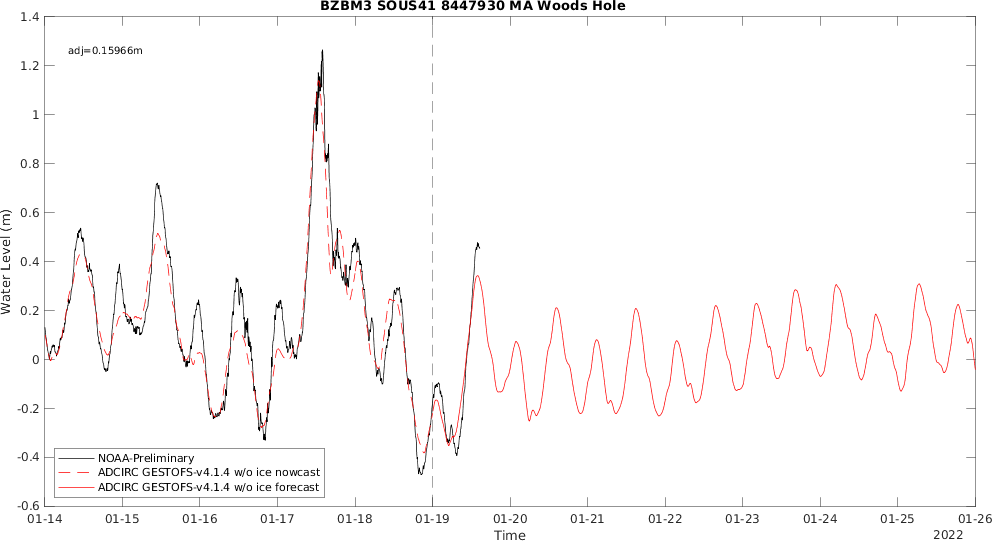 BZBM3 SOUS41 8447930 MA Woods Hole
adj=0.15966m
1.4
1.2
1
0.8
0.6
0.4
0.2
0
-0.2
-0.4
-0.6
Water Level (m)
NOAA-Preliminary
ADCIRC GESTOFS-v4.1.4 w/o ice nowcast
ADCIRC GESTOFS-v4.1.4 w/o ice forecast
01-14 01-15 01-16 01-17 01-18 01-19 01-20 01-21 01-22 01-23 01-24 01-25 01-26
Time
2022